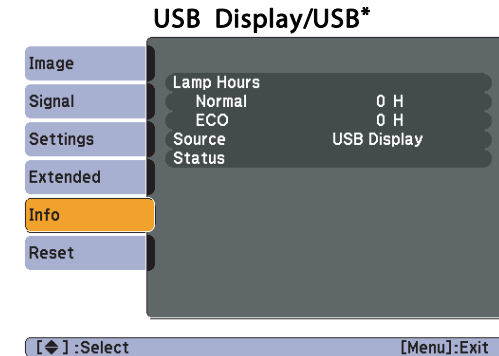 USB Display/USB*
Image
Signal
Settings
Extended
Info
Reset
Lamp Hours
Normal 0 H
ECO 0 H
Source USB Display
Status
[◆] :Select [Menu]:Exit